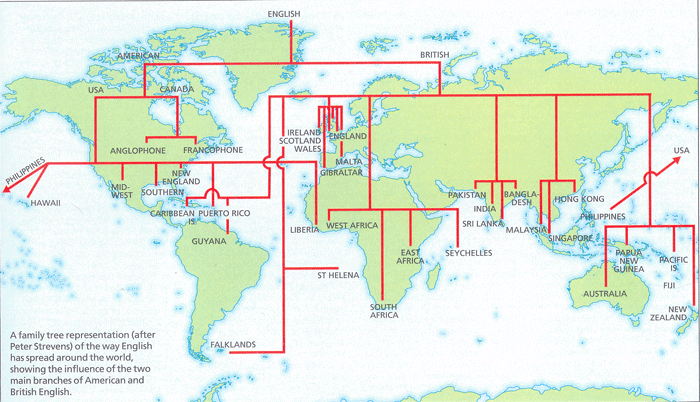 ENGLISH
AMERICAN
BRITISH
USA
CANADA
ANGLOPHONE
FRANCOPHONE
IRELAND
SCOTLAND
WALES
ENGLAND
MALTA
GIBRALTAR
PHILIPPINES
HAWAII
MID-
WEST
SOUTHERN
NEW
ENGLAND
CARIBBEAN
IS
PUERTO RICO
GUYANA
LIBERIA
WEST AFRICA
EAST
AFRICA
SEYCHELLES
SOUTH
AFRICA
ST HELENA
FALKLANDS
PAKISTAN
INDIA
BANGLA-
DESH
SRI LANKA
MALAYSIA
SINGAPORE
HONG KONG
PHILIPPINES
USA
PAPUA
NEW
GUINEA
PACIFIC
IS
FIJI
AUSTRALIA
NEW
ZEALAND
A family tree representation (after
Peter Strevens) of the way English
has spread around the world,
showing the influence of the two
main branches of American and
British English.